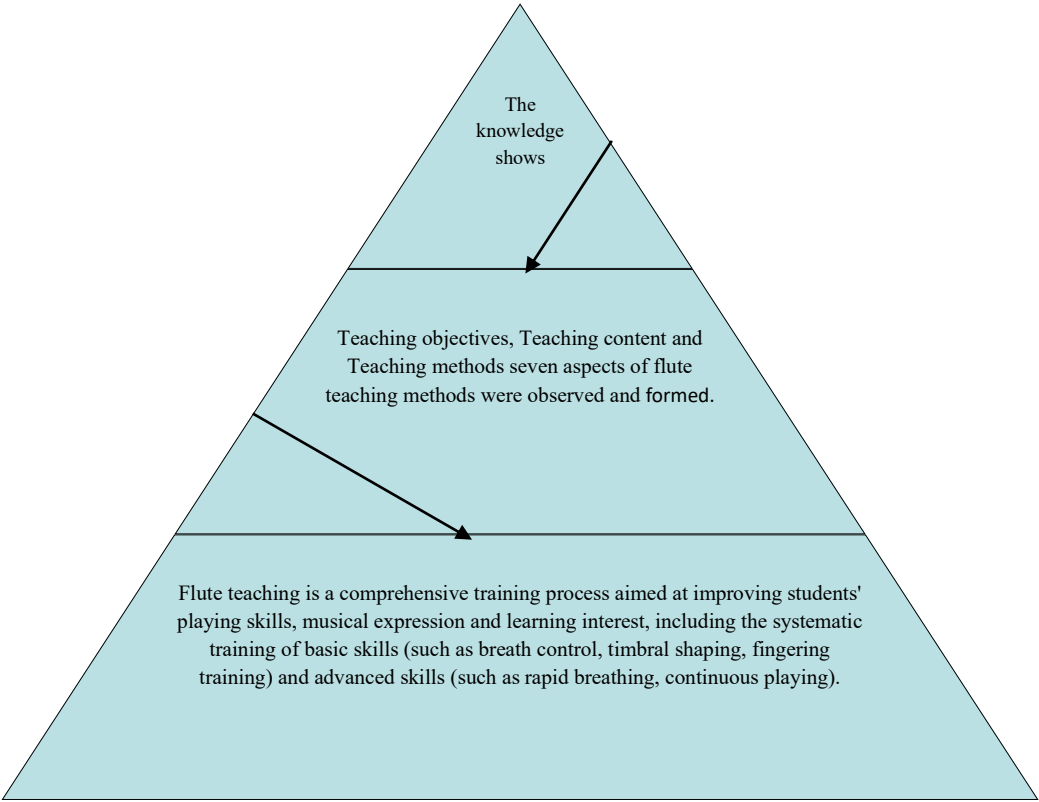 The
knowledge
shows
Teaching objectives, Teaching content and
Teaching methods seven aspects of flute
teaching methods were observed and formed.
Flute teaching is a comprehensive training process aimed at improving students'
playing skills, musical expression and learning interest, including the systematic
training of basic skills (such as breath control, timbral shaping, fingering
training) and advanced skills (such as rapid breathing, continuous playing).